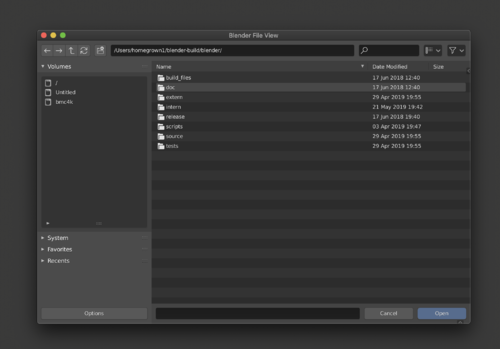 Blender File View
/Users/homegrown1/blender-build/blender/
Volumes
Name Date Modified Size
/
Untitled
bmc4k
build_files 17 Jun 2018 12:40
doc 17 Jun 2018 12:40
extern 29 Apr 2019 19:55
intern 21 May 2019 19:42
release 17 Jun 2018 19:40
scripts 03 Apr 2019 19:47
source 29 Apr 2019 19:55
tests 29 Apr 2019 19:55
System
Favorites
Recents
Options
Cancel
Open